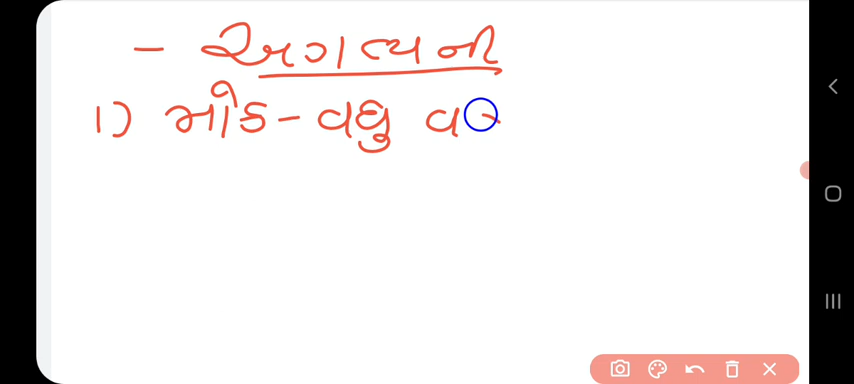 - અગત્યની
1) મોક - વધુ વ